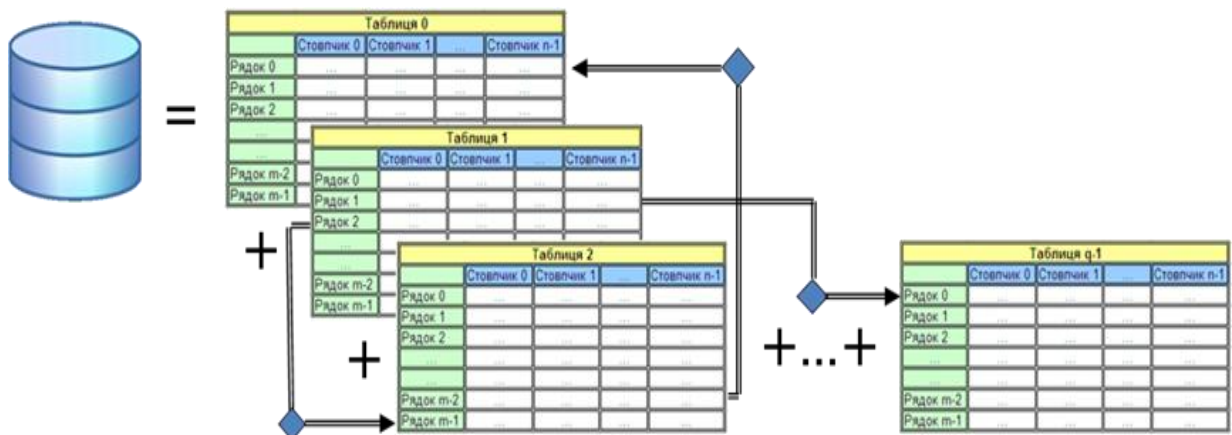 Таблиця 0
Стовпчик 0 Стовпчик 1 ... Стовпчик n-1
Рядок 0 ... ... ... ...
Рядок 1 ... ... ... ...
Рядок 2 ... ... ... ...
...
...
Рядок m-2
Рядок m-1
=
+
Таблиця 1
Стовпчик 0 Стовпчик 1 ... Стовпчик n-1
Рядок 0 ... ... ... ...
Рядок 1 ... ... ... ...
Рядок 2 ... ... ... ...
...
...
Рядок m-2
Рядок m-1
+
Таблиця 2
Стовпчик 0 Стовпчик 1 ... Стовпчик n-1
Рядок 0 ... ... ... ...
Рядок 1 ... ... ... ...
Рядок 2 ... ... ... ...
... ... ... ... ...
... ... ... ... ...
Рядок m-2 ... ... ... ...
Рядок m-1 ... ... ... ...
+...+
Таблиця q-1
Стовпчик 0 Стовпчик 1 ... Стовпчик n-1
Рядок 0 ... ... ... ...
Рядок 1 ... ... ... ...
Рядок 2 ... ... ... ...
... ... ... ... ...
... ... ... ... ...
Рядок m-2 ... ... ... ...
Рядок m-1 ... ... ... ...